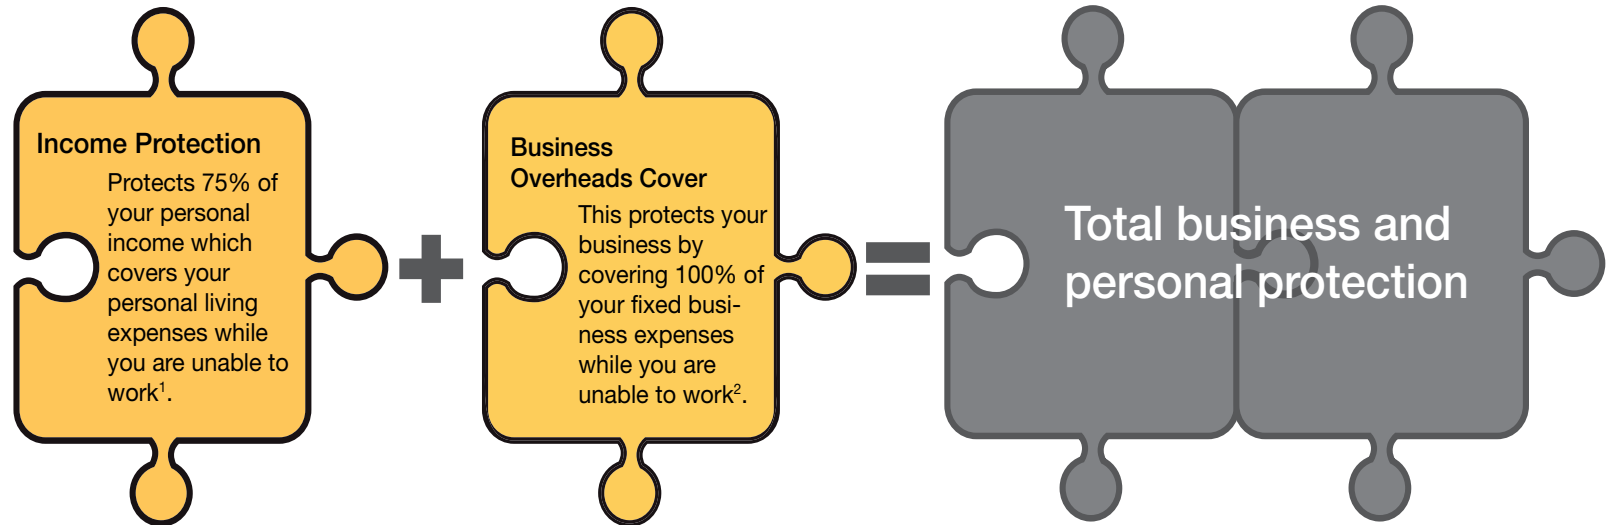 Income Protection
Protects 75% of
your personal
income which
covers your
personal living
expenses while
you are unable to
work¹.
Business
Overheads Cover
This protects your
business by
covering 100% of
your fixed busi-
ness expenses
while you are
unable to work².
Total business and
personal protection